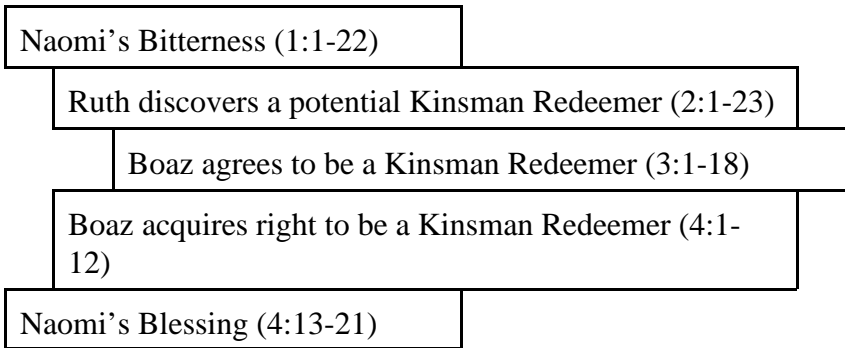 Naomi’s Bitterness (1:1-22)
Ruth discovers a potential Kinsman Redeemer (2:1-23)
Boaz agrees to be a Kinsman Redeemer (3:1-18)
Boaz acquires right to be a Kinsman Redeemer (4:1-
12)
Naomi’s Blessing (4:13-21)